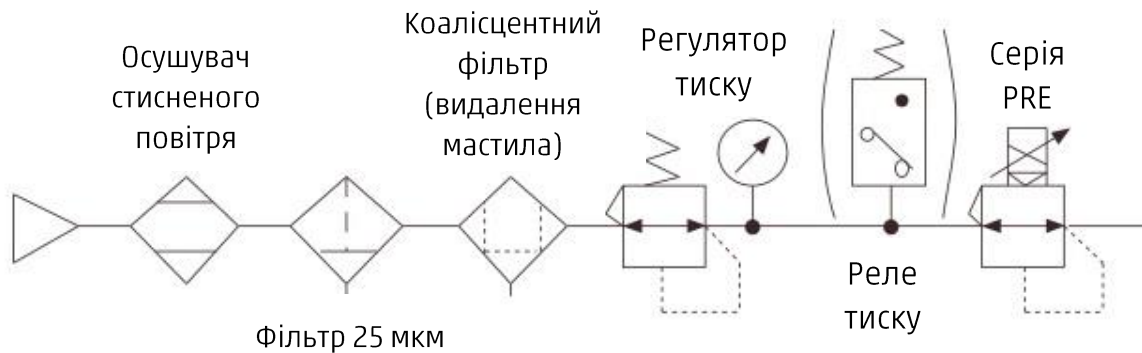 Осушувач
стисненого
повітря
Коалісцентний
фільтр
(видалення
мастила)
Регулятор
тиску
Серія
PRE
Фільтр 25 мкм
Реле
тиску